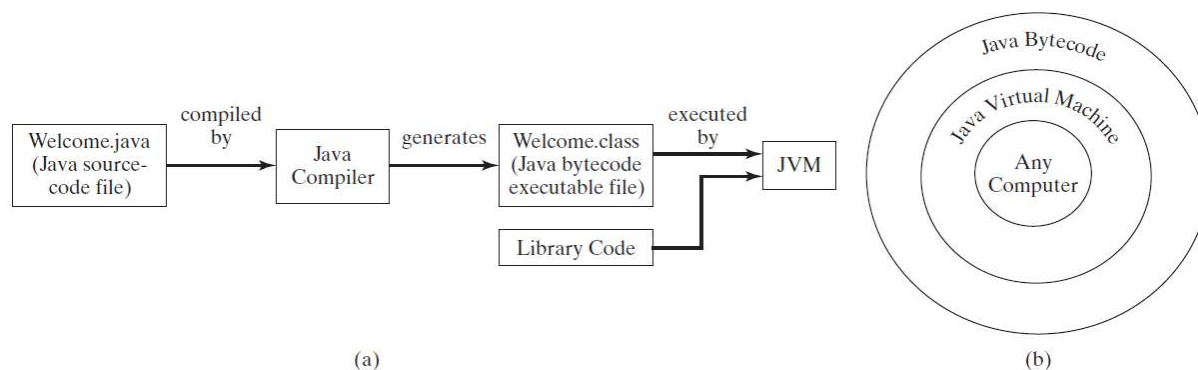 Welcome.java
(Java source-
code file)
compiled
by
Java
Compiler
generates
Welcome.class
(Java bytecode
executable file)
executed
by
JVM
Library Code
(a)
Java Bytecode
Java Virtual Machine
Any
Computer
(b)